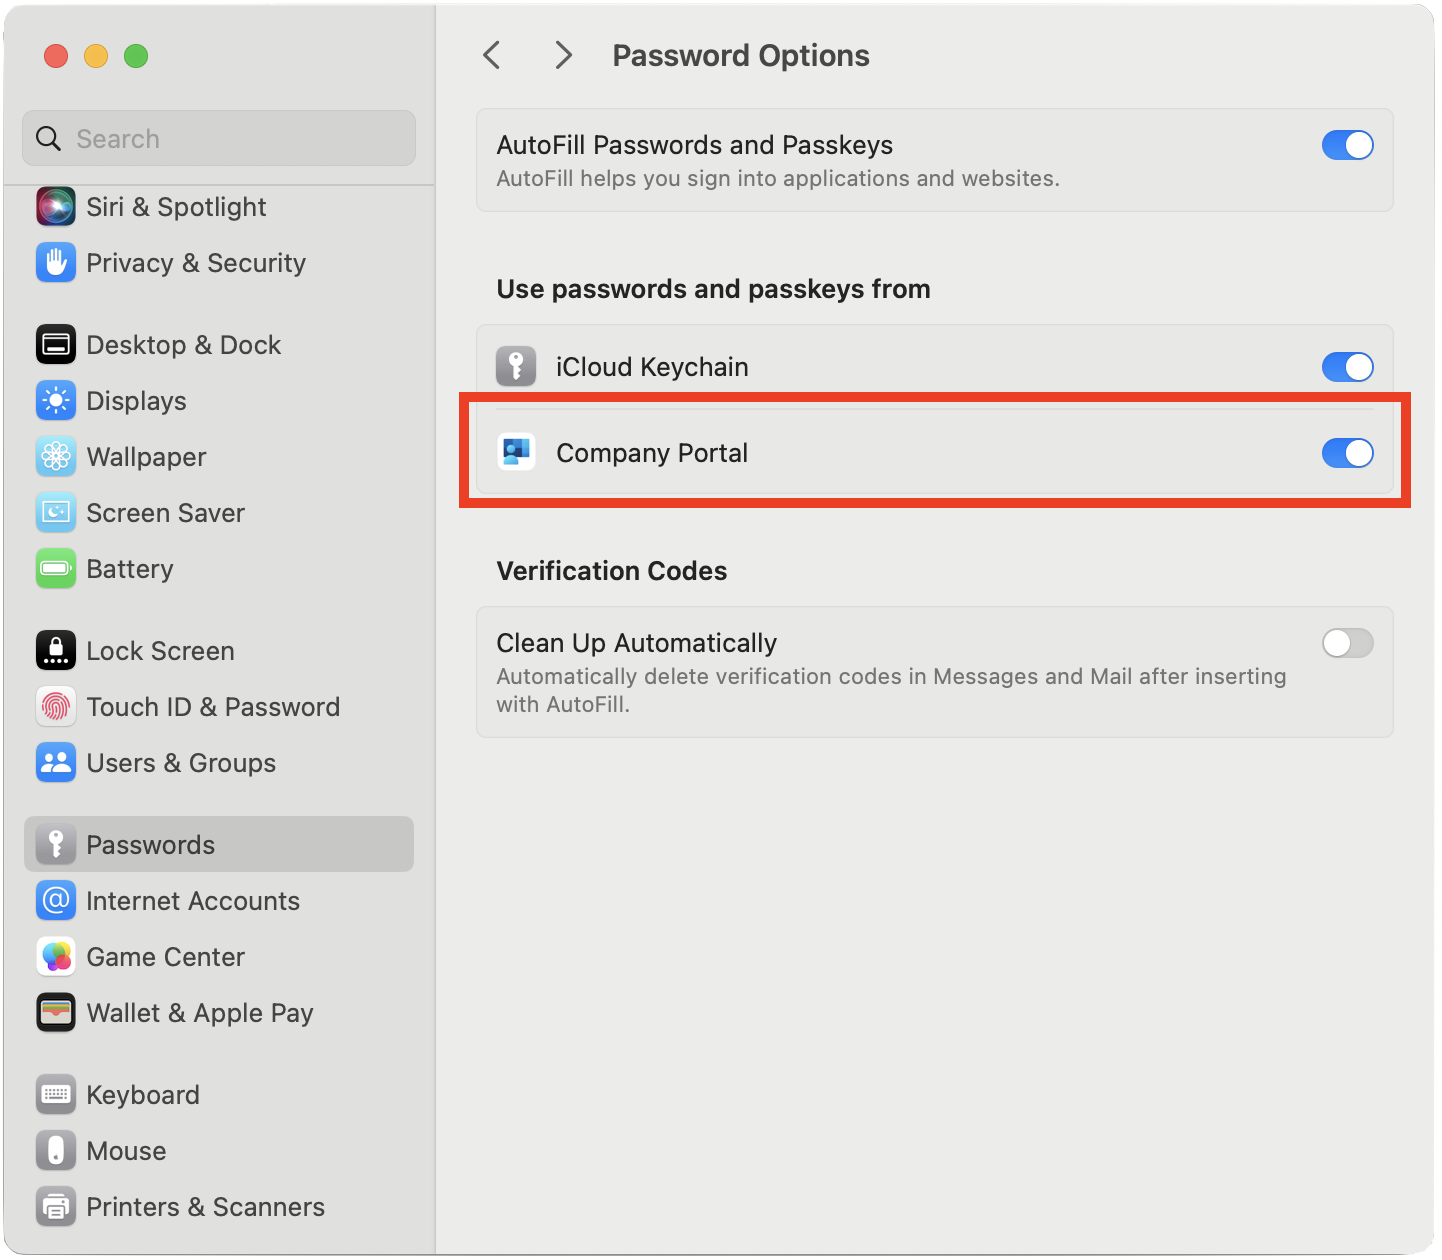 Search
Siri & Spotlight
Privacy & Security
Desktop & Dock
Displays
Wallpaper
Screen Saver
Battery
Lock Screen
Touch ID & Password
Users & Groups
Passwords
Internet Accounts
Game Center
Wallet & Apple Pay
Keyboard
Mouse
Printers & Scanners
Password Options
AutoFill Passwords and Passkeys
AutoFill helps you sign into applications and websites.
Use passwords and passkeys from
iCloud Keychain
Company Portal
Verification Codes
Clean Up Automatically
Automatically delete verification codes in Messages and Mail after inserting
with AutoFill.